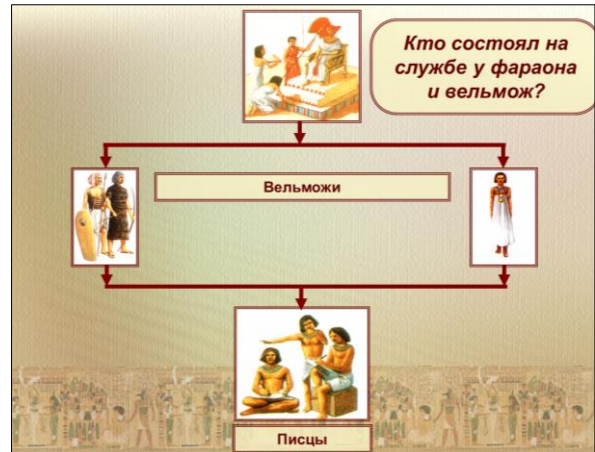 Кто состоял на
службе у фараона
и вельмож?
Вельможи
Писцы